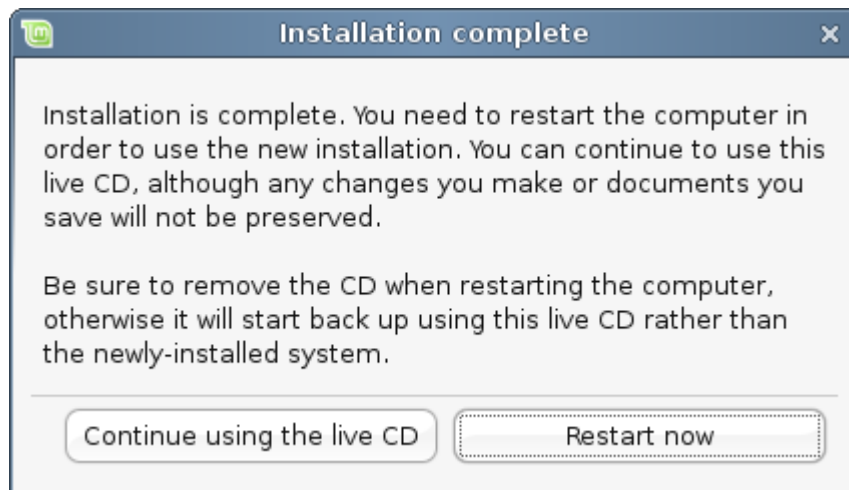 Installation complete
Installation is complete. You need to restart the computer in
order to use the new installation. You can continue to use this
live CD, although any changes you make or documents you
save will not be preserved.
Be sure to remove the CD when restarting the computer,
otherwise it will start back up using this live CD rather than
the newly-installed system.
Continue using the live CD
Restart now